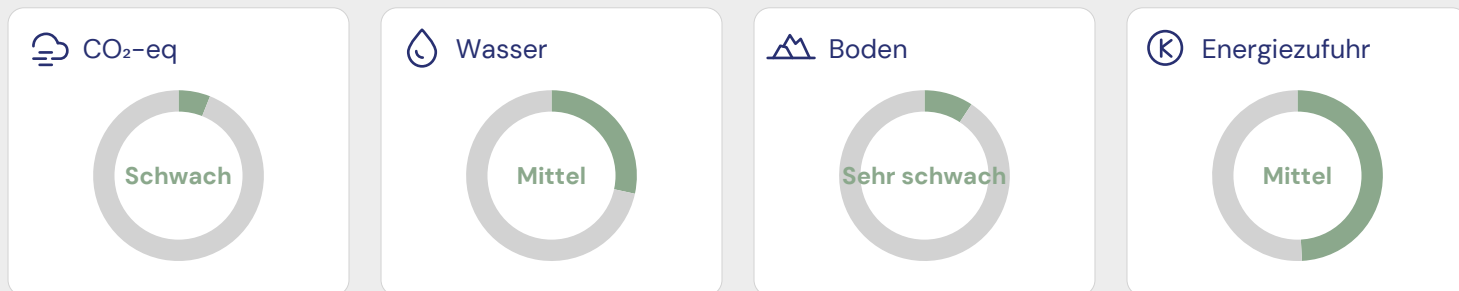 CO₂-eq
Schwach
Wasser
Mittel
Boden
Sehr schwach
Energiezufuhr
Mittel